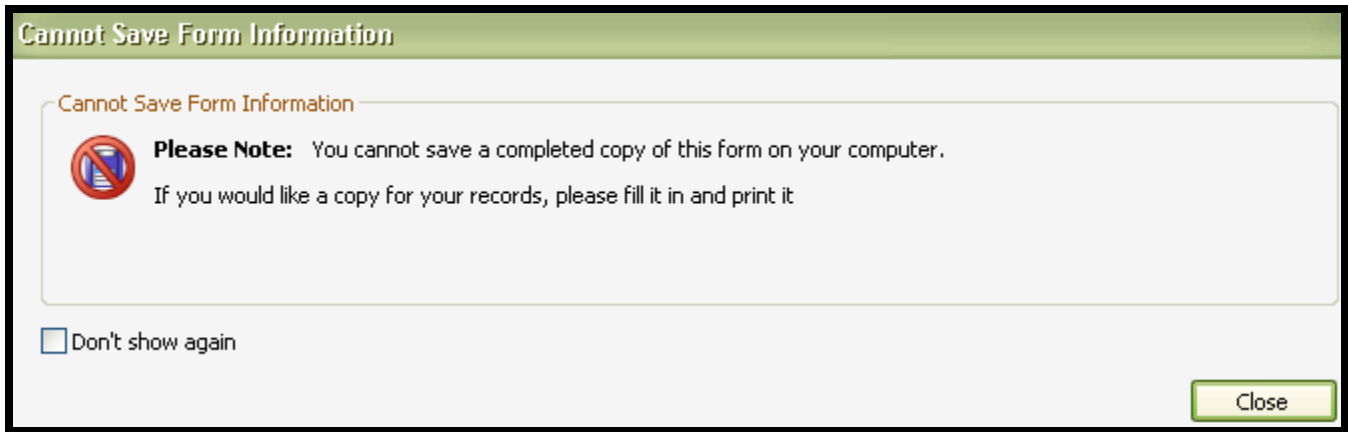 Cannot Save Form Information
Cannot Save Form Information
Please Note: You cannot save a completed copy of this form on your computer.
If you would like a copy for your records, please fill it in and print it
Don't show again
Close